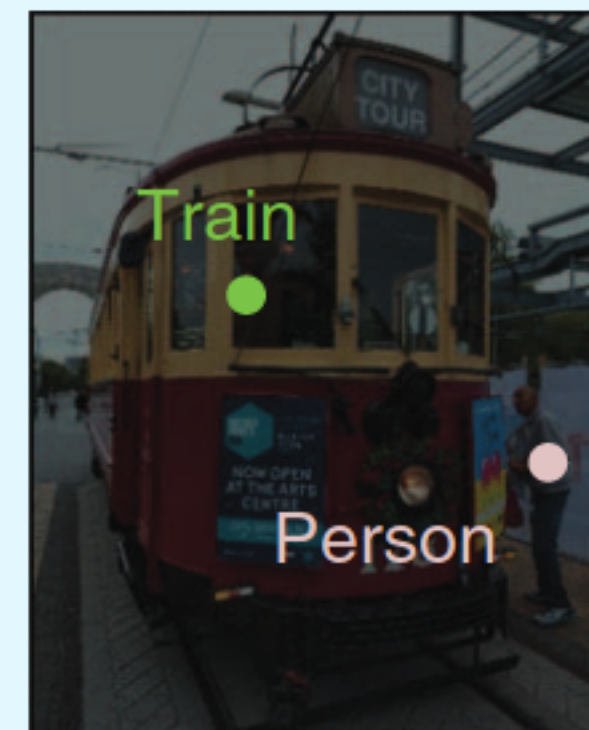 CITY
TOUR
Train
NOW OPEN
AT THE ARTS
CENTRE
Person